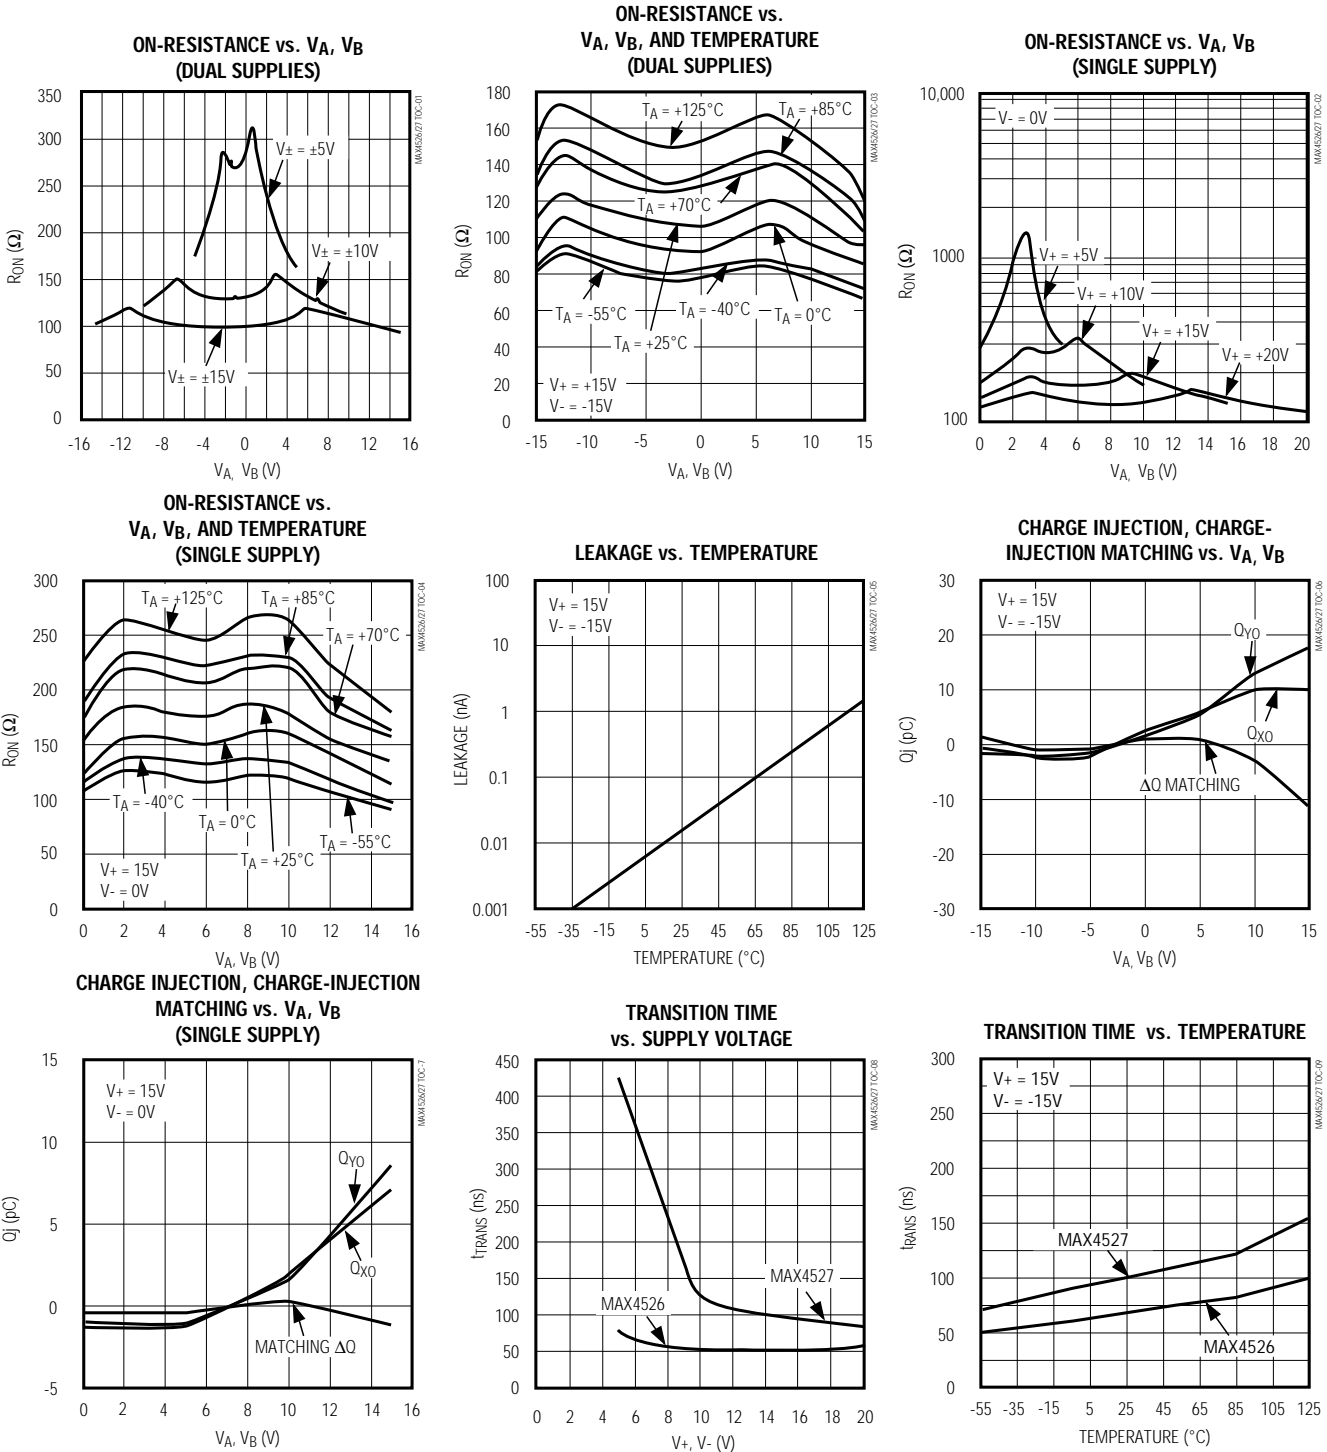 ON-RESISTANCE vs. VA, VB
(DUAL SUPPLIES)
350
300
250
200
150
100
50
0
RON (Ω)
V± = ±5V
V± = ±10V
V± = ±15V
MAX4526/27 TOC-01
-16 -12 -8 -4 0 4 8 12 16
VA, VB (V)
ON-RESISTANCE vs.
VA, VB, AND TEMPERATURE
(DUAL SUPPLIES)
180
160
140
120
100
80
60
40
20
0
RON (Ω)
TA = +125°C
TA = +85°C
TA = +70°C
TA = -55°C
TA = -40°C
TA = 0°C
TA = +25°C
V+ = +15V
V- = -15V
MAX4526/27 TOC-03
-15 -10 -5 0 5 10 15
VA, VB (V)
ON-RESISTANCE vs. VA, VB
(SINGLE SUPPLY)
10,000
1000
100
RON (Ω)
V- = 0V
V+ = +5V
V+ = +10V
V+ = +15V
V+ = +20V
MAX4526/27 TOC-02
0 2 4 6 8 10 12 14 16 18 20
VA, VB (V)
ON-RESISTANCE vs.
VA, VB, AND TEMPERATURE
(SINGLE SUPPLY)
300
250
200
150
100
50
0
RON (Ω)
TA = +125°C
TA = +85°C
TA = +70°C
TA = -40°C
TA = 0°C
TA = -55°C
TA = +25°C
V+ = 15V
V- = 0V
MAX4526/27 TOC-04
0 2 4 6 8 10 12 14 16
VA, VB (V)
LEAKAGE vs. TEMPERATURE
100
10
1
0.1
0.01
0.001
LEAKAGE (nA)
V+ = 15V
V- = -15V
MAX4526/27 TOC-05
-55 -35 -15 5 25 45 65 85 105 125
TEMPERATURE (°C)
CHARGE INJECTION, CHARGE-
INJECTION MATCHING vs. VA, VB
30
20
10
0
-10
-20
-30
Qj (pC)
V+ = 15V
V- = -15V
QYO
QXO
ΔQ MATCHING
MAX4526/27 TOC-06
-15 -10 -5 0 5 10 15
VA, VB (V)
CHARGE INJECTION, CHARGE-INJECTION
MATCHING vs. VA, VB
(SINGLE SUPPLY)
15
10
5
0
-5
Qj (pC)
V+ = 15V
V- = 0V
QYO
QXO
MATCHING ΔQ
MAX4526/27 TOC-7
0 2 4 6 8 10 12 14 16
VA, VB (V)
TRANSITION TIME
vs. SUPPLY VOLTAGE
450
400
350
300
250
200
150
100
50
0
tTRANS (ns)
MAX4527
MAX4526
MAX4526/27 TOC-08
0 2 4 6 8 10 12 14 16 18 20
V+, V- (V)
TRANSITION TIME vs. TEMPERATURE
300
250
200
150
100
50
0
tTRANS (ns)
V+ = 15V
V- = -15V
MAX4527
MAX4526
MAX4526/27 TOC-09
-55 -35 -15 5 25 45 65 85 105 125
TEMPERATURE (°C)